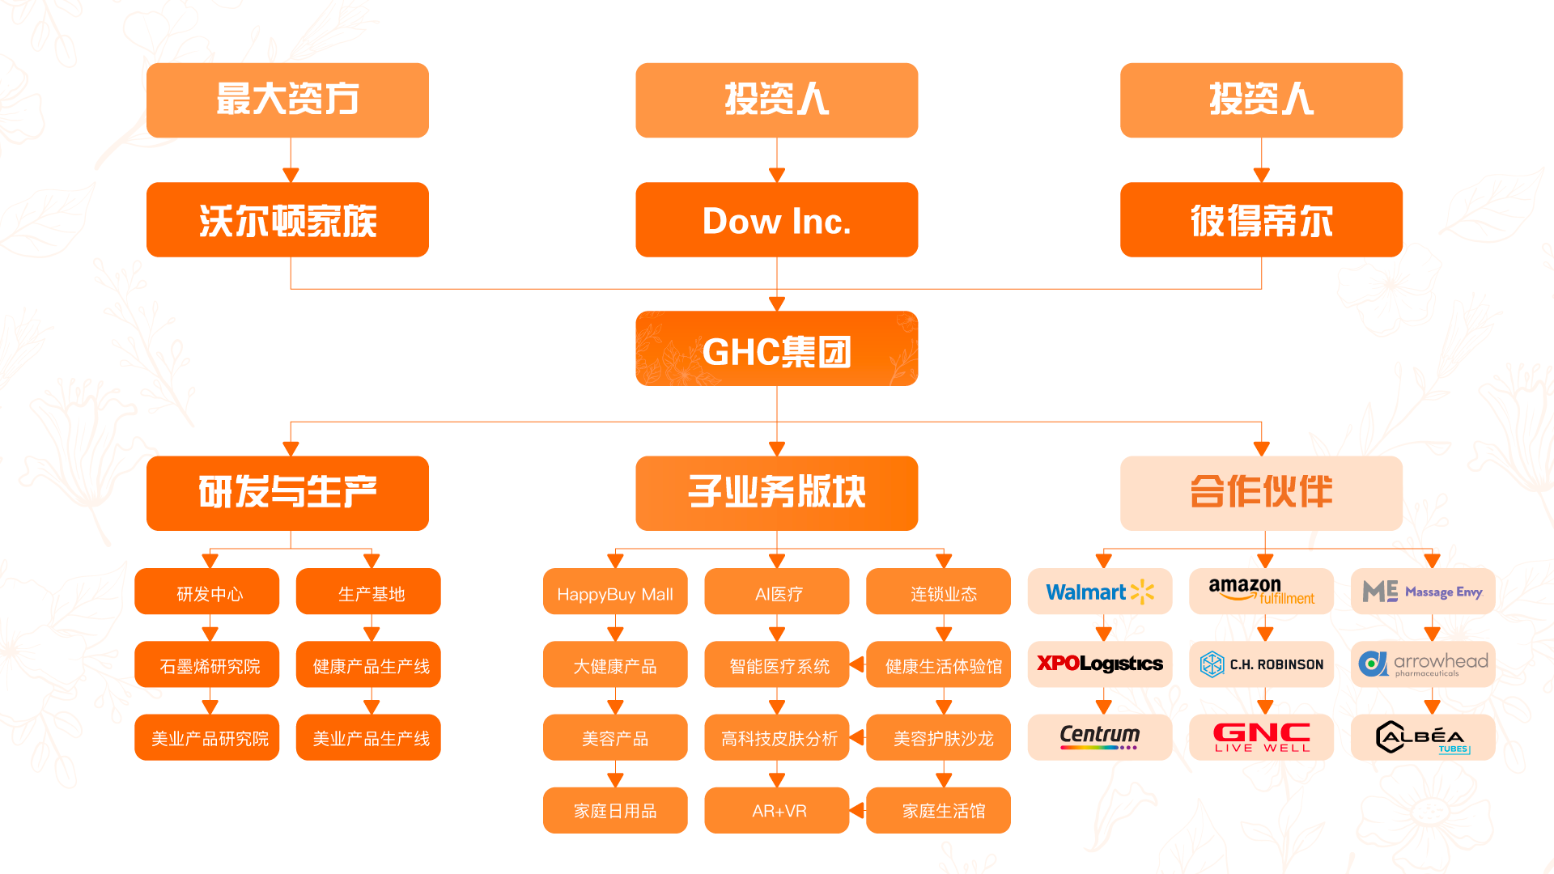 最大资方
投资人
投资人
沃尔顿家族
Dow Inc.
彼得蒂尔
GHC集团
研发与生产
子业务版块
合作伙伴
研发中心
生产基地
HappyBuy Mall
AI医疗
连锁业态
Walmart
amazon
fulfillment
ME Massage Envy
石墨烯研究院
健康产品生产线
大健康产品
智能医疗系统
健康生活体验馆
XPOLogistics
C.H. ROBINSON
arrowhead
pharmaceuticals
美业产品研究院
美业产品生产线
美容产品
高科技皮肤分析
美容护肤沙龙
Centrum
GNC
LIVE WELL
ALBÉA
TUBES
家庭日用品
AR+VR
家庭生活馆